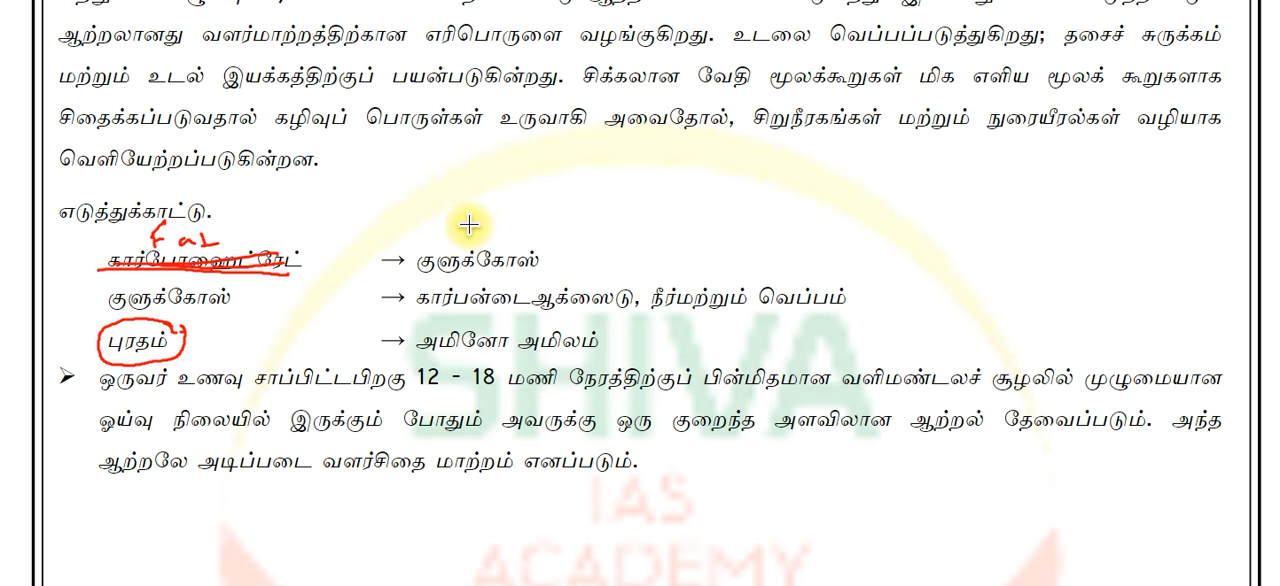 ஆற்றலானது வளர்மாற்றத்திற்கான எரிபொருளை வழங்குகிறது. உடலை வெப்பப்படுத்துகிறது; தசைச் சுருக்கம்
மற்றும் உடல் இயக்கத்திற்குப் பயன்படுகின்றது. சிக்கலான வேதி மூலக்கூறுகள் மிக எளிய மூலக் கூறுகளாக
சிதைக்கப்படுவதால் கழிவுப் பொருள்கள் உருவாகி அவைதோல், சிறுநீரகங்கள் மற்றும் நுரையீரல்கள் வழியாக
வெளியேற்றப்படுகின்றன.
எடுத்துக்காட்டு.
Fat
கார்போஹைட்ரேட் → குளுக்கோஸ்
குளுக்கோஸ் → கார்பன்டைஆக்ஸைடு, நீர்மற்றும் வெப்பம்
புரதம் → அமினோ அமிலம்
➤ ஒருவர் உணவு சாப்பிட்டபிறகு 12 - 18 மணி நேரத்திற்குப் பின்மிதமான வளிமண்டலச் சூழலில் முழுமையான
ஓய்வு நிலையில் இருக்கும் போதும் அவருக்கு ஒரு குறைந்த அளவிலான ஆற்றல் தேவைப்படும். அந்த
ஆற்றலே அடிப்படை வளர்சிதை மாற்றம் எனப்படும்.
SHIVA
IAS
ACADEMY